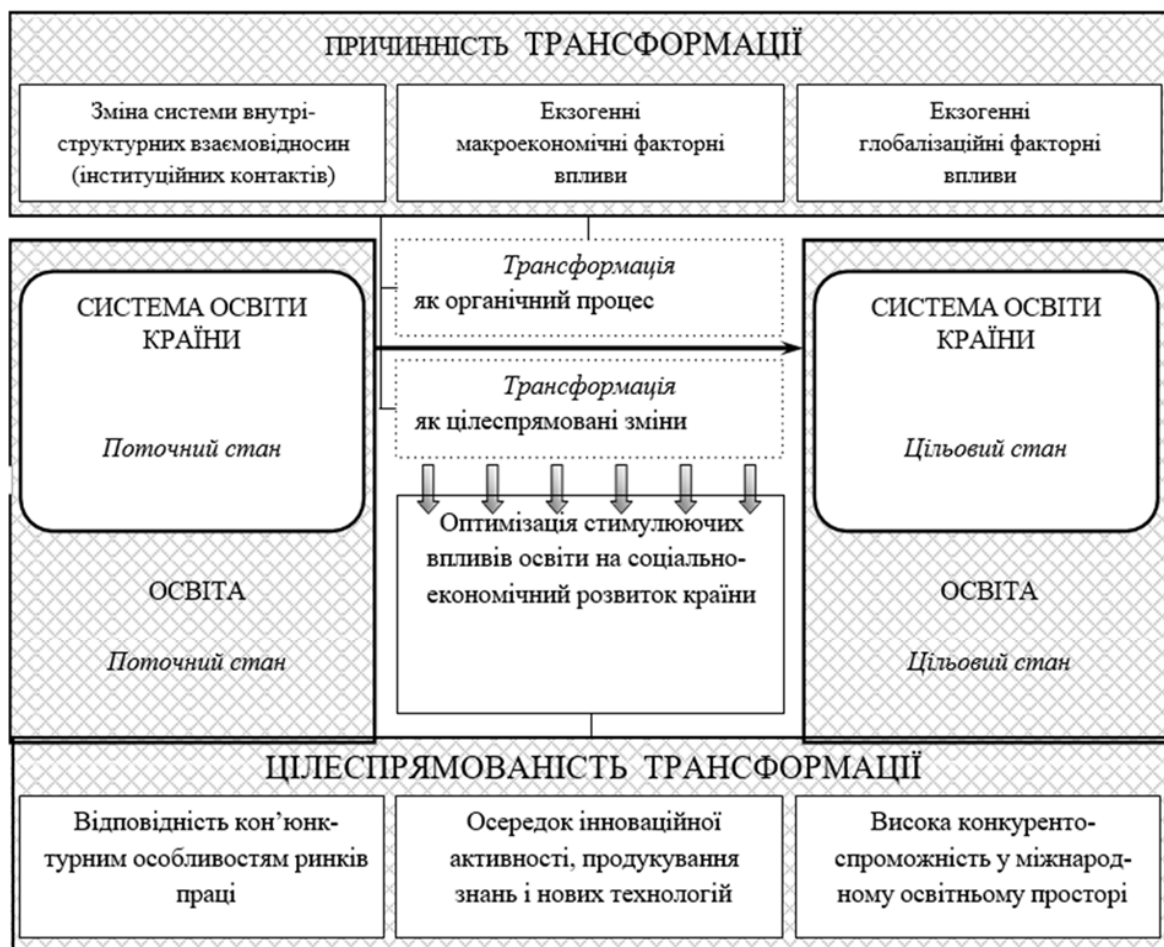 ПРИЧИННІСТЬ ТРАНСФОРМАЦІЇ
Зміна системи внутрі-
структурних взаємовідносин
(інституційних контактів)
Екзогенні
макроекономічні факторні
впливи
Екзогенні
глобалізаційні факторні
впливи
СИСТЕМА ОСВІТИ
КРАЇНИ
Поточний стан
ОСВІТА
Поточний стан
Трансформація
як органічний процес
Трансформація
як цілеспрямовані зміни
Оптимізація стимулюючих
впливів освіти на соціально-
економічний розвиток країни
СИСТЕМА ОСВІТИ
КРАЇНИ
Цільовий стан
ОСВІТА
Цільовий стан
ЦІЛЕСПРЯМОВАНІСТЬ ТРАНСФОРМАЦІЇ
Відповідність кон’юнк-
турним особливостям ринків
праці
Осередок інноваційної
активності, продукування
знань і нових технологій
Висока конкуренто-
спроможність у міжнарод-
ному освітньому просторі